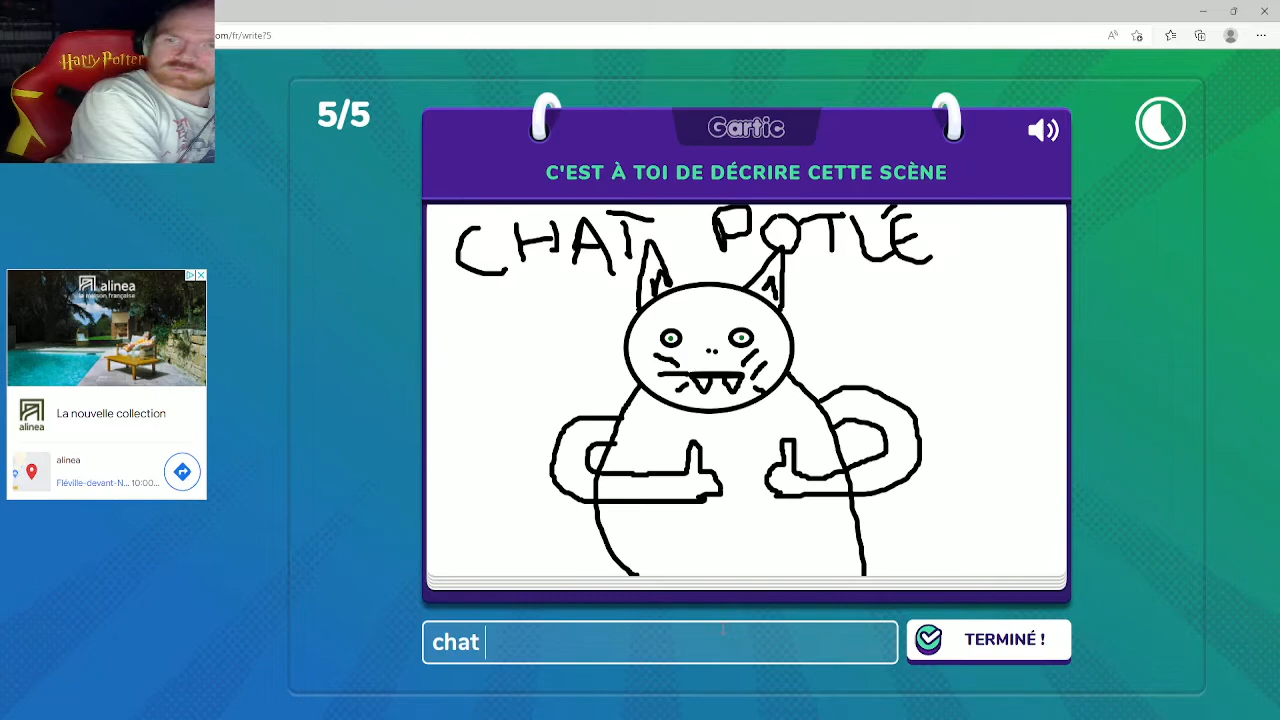 com/fr/write?5
Harry Potter
5/5
Gartic
C'EST À TOI DE DÉCRIRE CETTE SCÈNE
CHAT POTLÉ
alinea
la maison française
alinea
La nouvelle collection
alinea
Fléville-devant-N... 10:00...
chat
TERMINÉ !